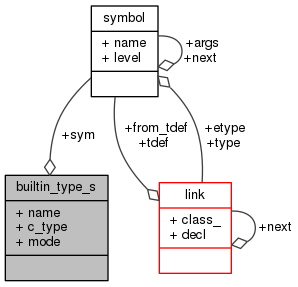 symbol
+ name
+ level
+args
+next
+sym
+from_tdef
+tdef
+etype
+type
builtin_type_s
+ name
+ c_type
+ mode
link
+ class_
+ decl
+next